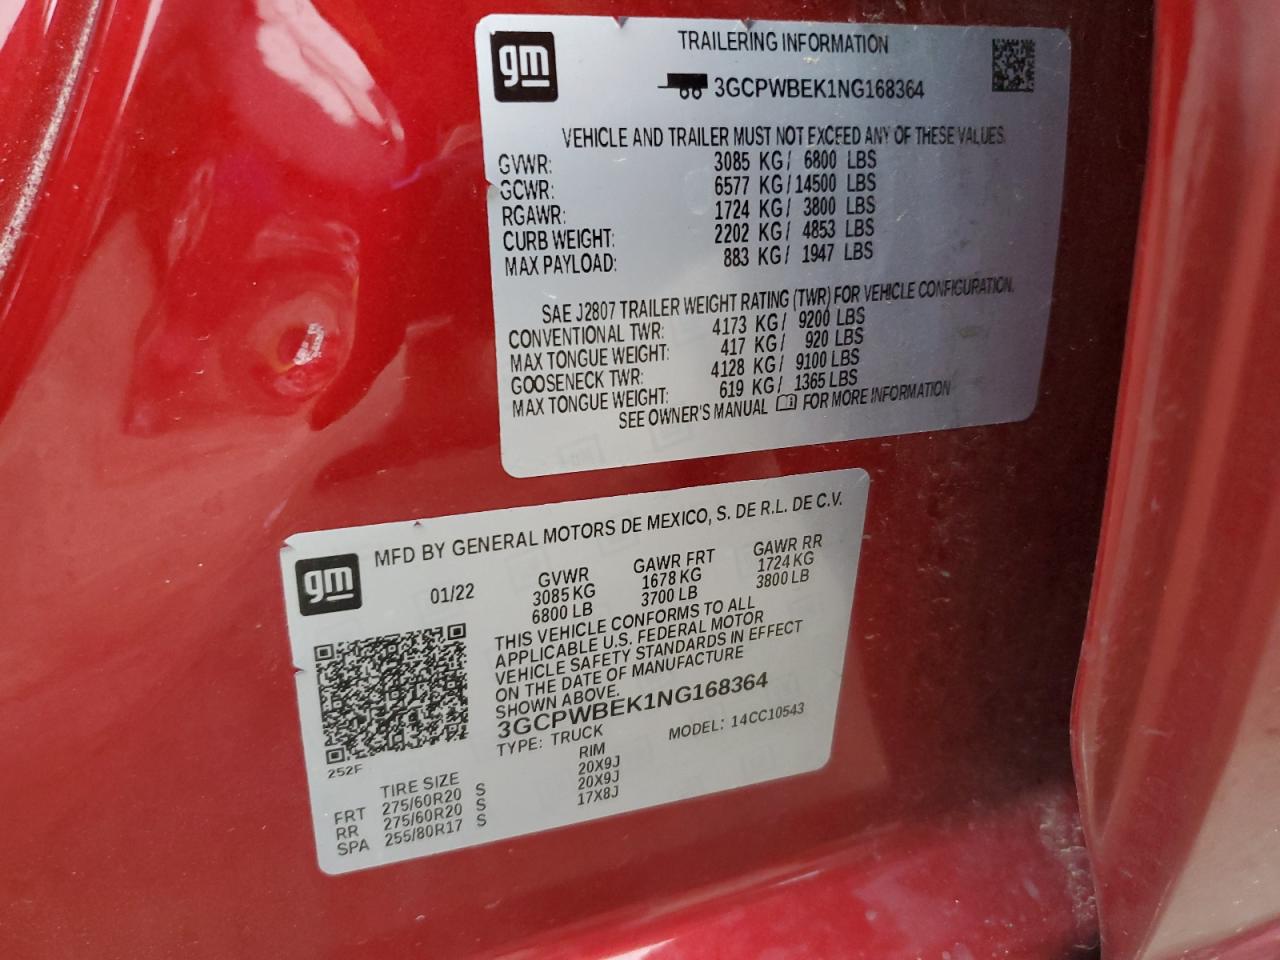 gm
TRAILERING INFORMATION
3GCPWBEK1NG168364
VEHICLE AND TRAILER MUST NOT EXCEED ANY OF THESE VALUES.
GVWR: 3085 KG/ 6800 LBS
GCWR: 6577 KG/14500 LBS
RGAWR: 1724 KG/ 3800 LBS
CURB WEIGHT: 2202 KG/ 4853 LBS
MAX PAYLOAD: 883 KG/ 1947 LBS
SAE J2807 TRAILER WEIGHT RATING (TWR) FOR VEHICLE CONFIGURATION.
CONVENTIONAL TWR: 4173 KG/ 9200 LBS
MAX TONGUE WEIGHT: 417 KG/ 920 LBS
GOOSENECK TWR: 4128 KG/ 9100 LBS
MAX TONGUE WEIGHT: 619 KG/ 1365 LBS
SEE OWNER'S MANUAL FOR MORE INFORMATION
gm
MFD BY GENERAL MOTORS DE MEXICO, S. DE R.L. DE C.V.
01/22 GVWR GAWR FRT GAWR RR
3085 KG 1678 KG 1724 KG
6800 LB 3700 LB 3800 LB
THIS VEHICLE CONFORMS TO ALL
APPLICABLE U.S. FEDERAL MOTOR
VEHICLE SAFETY STANDARDS IN EFFECT
ON THE DATE OF MANUFACTURE
SHOWN ABOVE.
3GCPWBEK1NG168364
TYPE: TRUCK MODEL: 14CC10543
252F
TIRE SIZE RIM
FRT 275/60R20 S 20X9J
RR 275/60R20 S 20X9J
SPA 255/80R17 S 17X8J